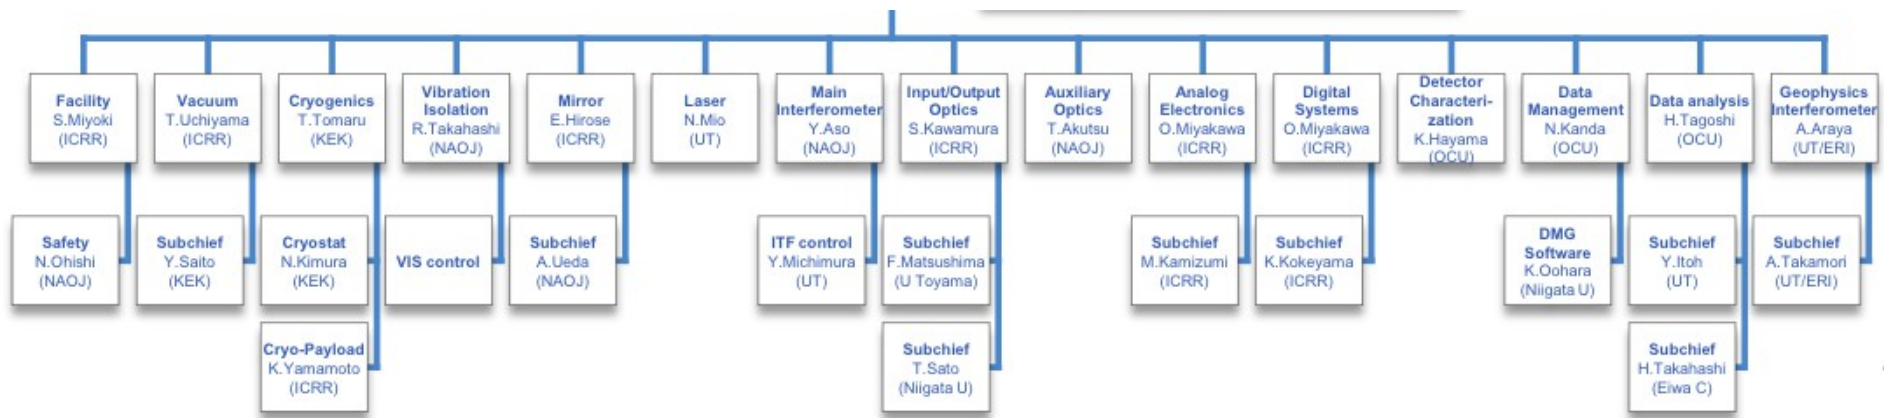 Facility
S.Miyoki
(ICRR)
Vacuum
T.Uchiyama
(ICRR)
Cryogenics
T.Tomaru
(KEK)
Vibration
Isolation
R.Takahashi
(NAOJ)
Mirror
E.Hirose
(ICRR)
Laser
N.Mio
(UT)
Main
Interferometer
Y.Aso
(NAOJ)
Input/Output
Optics
S.Kawamura
(ICRR)
Auxiliary
Optics
T.Akutsu
(NAOJ)
Analog
Electronics
O.Miyakawa
(ICRR)
Digital
Systems
O.Miyakawa
(ICRR)
Detector
Characteri-
zation
K.Hayama
(OCU)
Data
Management
N.Kanda
(OCU)
Data analysis
H.Tagoshi
(OCU)
Geophysics
Interferometer
A.Araya
(UT/ERI)
Safety
N.Ohishi
(NAOJ)
Subchief
Y.Saito
(KEK)
Cryostat
N.Kimura
(KEK)
VIS control
Subchief
A.Ueda
(NAOJ)
ITF control
Y.Michimura
(UT)
Subchief
F.Matsushima
(U Toyama)
Subchief
M.Kamizumi
(ICRR)
Subchief
K.Kokeyama
(ICRR)
DMG
Software
K.Oohara
(Niigata U)
Subchief
Y.Itoh
(UT)
Subchief
A.Takamori
(UT/ERI)
Cryo-Payload
K.Yamamoto
(ICRR)
Subchief
T.Sato
(Niigata U)
Subchief
H.Takahashi
(Eiwa C)